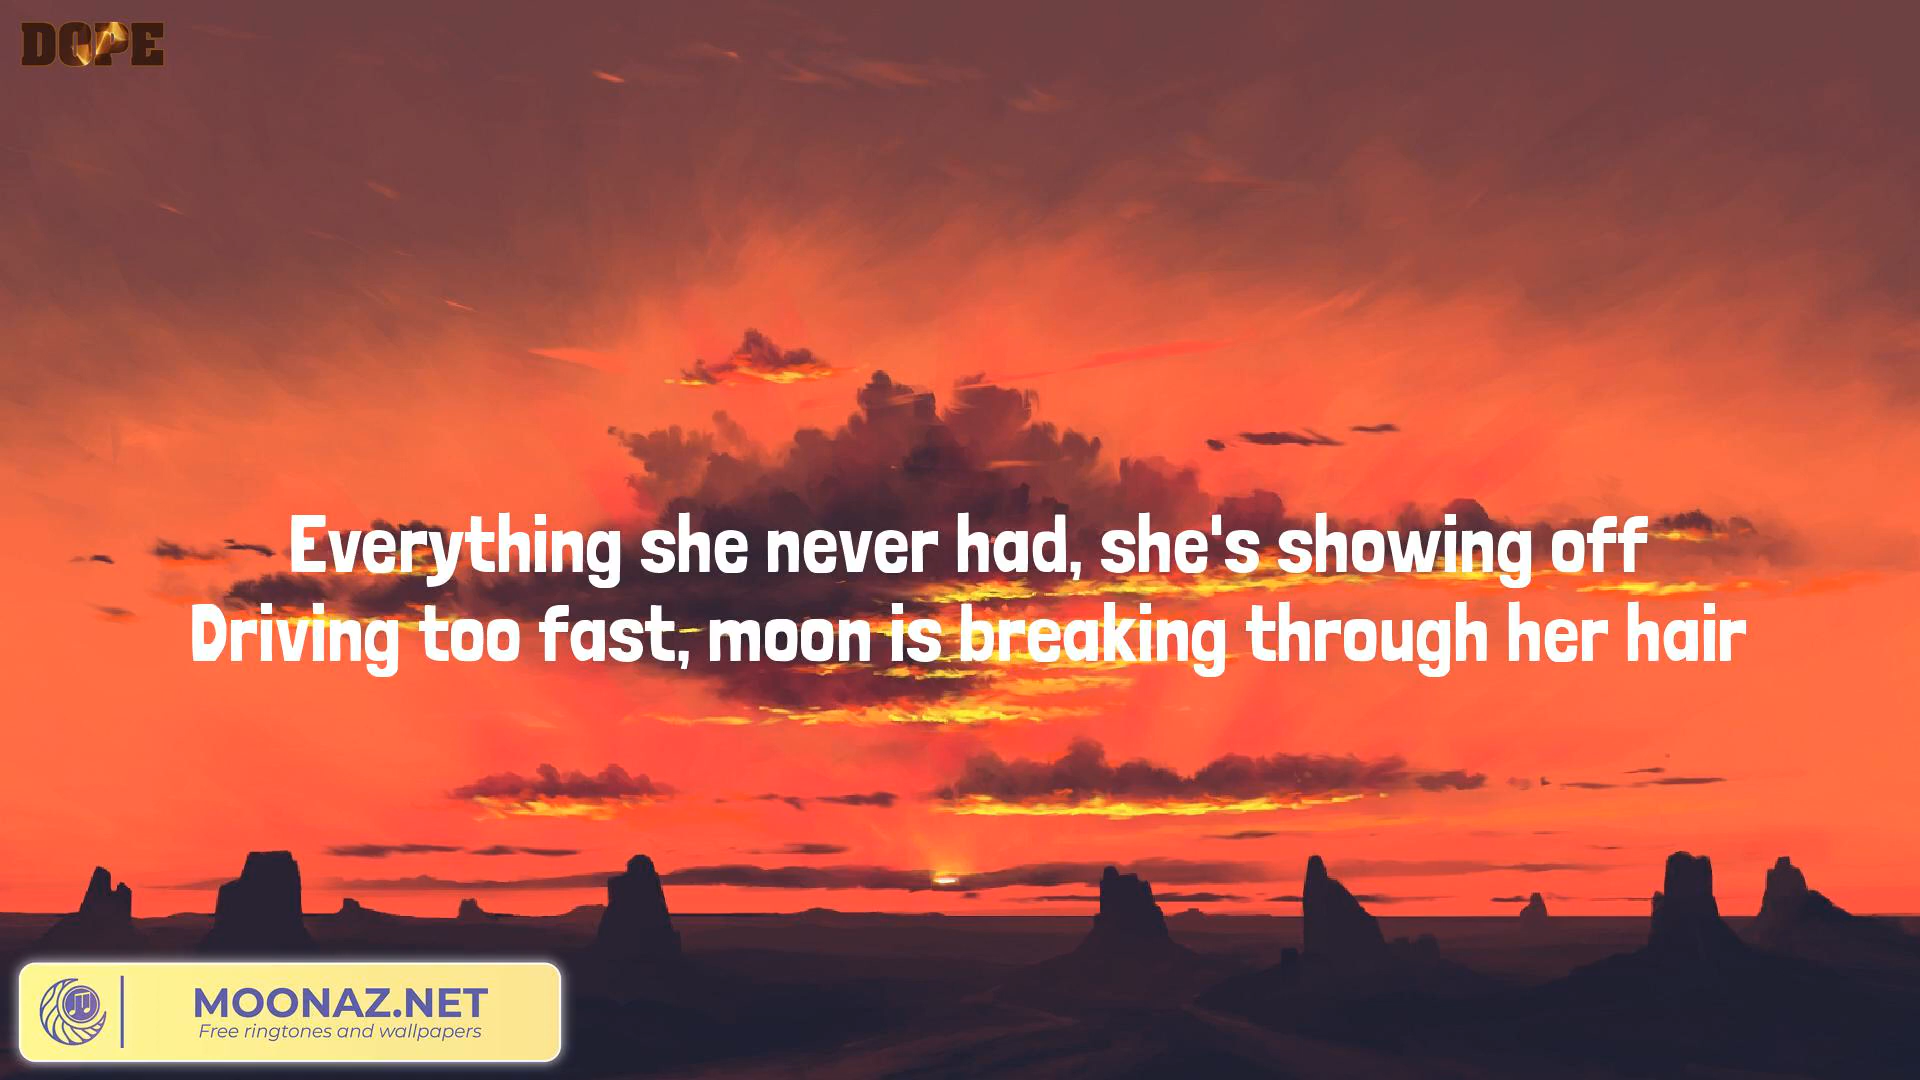 DOPE
Everything she never had, she's showing off
Driving too fast, moon is breaking through her hair
MOONAZ.NET
Free ringtones and wallpapers